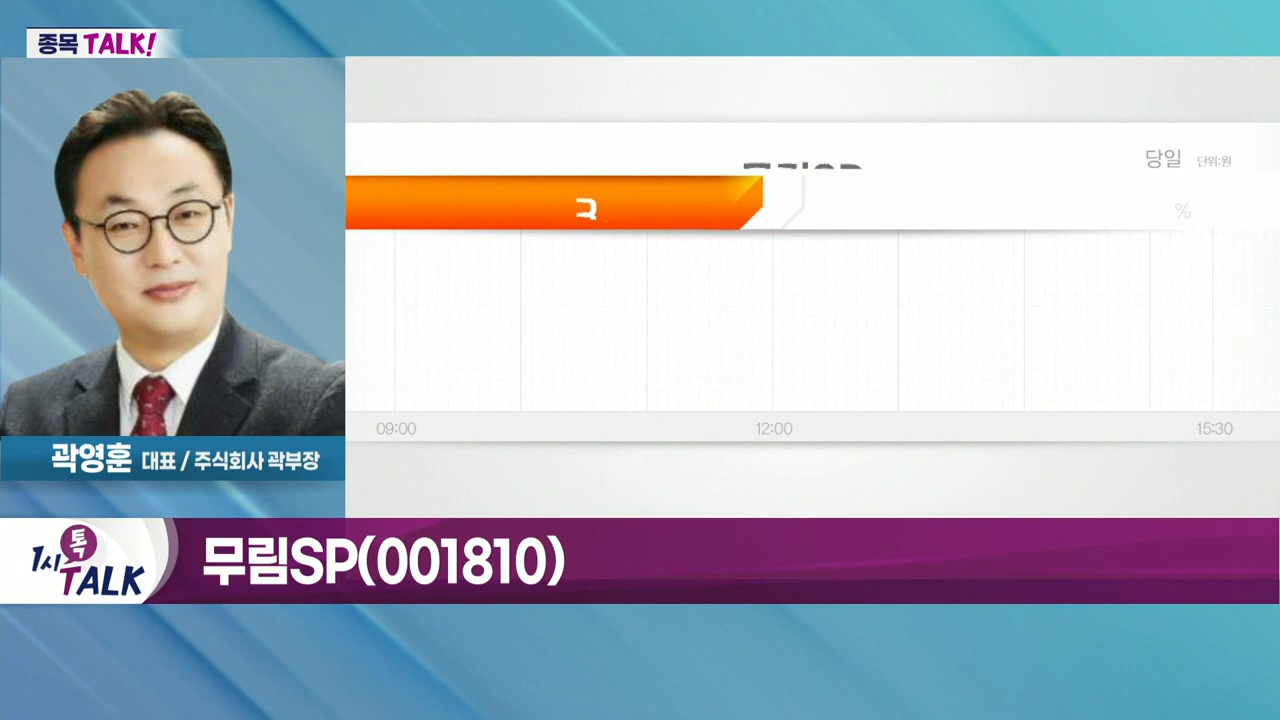 종목 TALK!
당일 단위:원
%
09:00 12:00 15:30
곽영훈 대표 / 주식회사 곽부장
1시 톡 TALK
무림SP(001810)